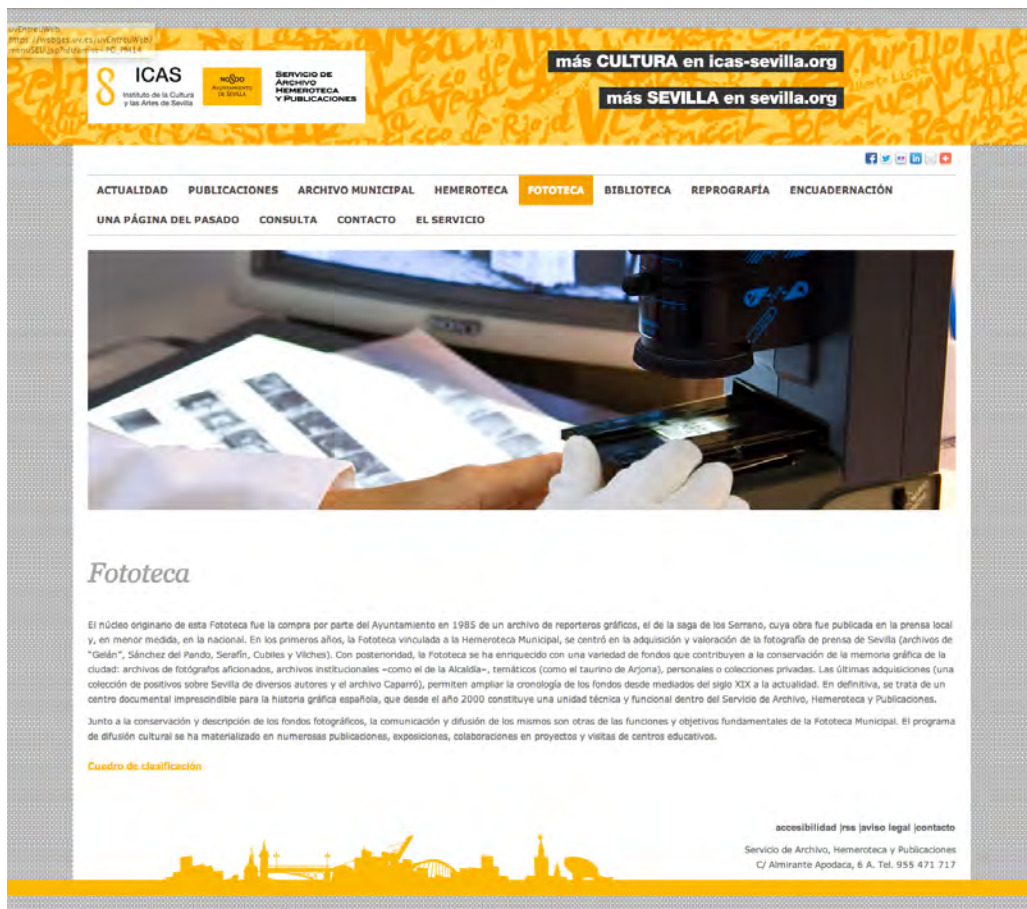 uvEntreuWeb
https://webges.uv.es/uvEntreuWeb/
ICAS
Instituto de la Cultura
y las Artes de Sevilla
NO8DO
AYUNTAMIENTO
DE SEVILLA
SERVICIO DE
ARCHIVO
HEMEROTECA
Y PUBLICACIONES
más CULTURA en icas-sevilla.org
más SEVILLA en sevilla.org
ACTUALIDAD PUBLICACIONES ARCHIVO MUNICIPAL HEMEROTECA FOTOTECA BIBLIOTECA REPROGRAFÍA ENCUADERNACIÓN
UNA PÁGINA DEL PASADO CONSULTA CONTACTO EL SERVICIO
Fototeca
El núcleo originario de esta Fototeca fue la compra por parte del Ayuntamiento en 1985 de un archivo de reporteros gráficos, el de la saga de los Serrano, cuya obra fue publicada en la prensa local
y, en menor medida, en la nacional. En los primeros años, la Fototeca vinculada a la Hemeroteca Municipal, se centró en la adquisición y valoración de la fotografía de prensa de Sevilla (archivos de
"Gelán", Sánchez del Pando, Serafín, Cubiles y Vilches). Con posterioridad, la Fototeca se ha enriquecido con una variedad de fondos que contribuyen a la conservación de la memoria gráfica de la
ciudad: archivos de fotógrafos aficionados, archivos institucionales –como el de la Alcaldía–, temáticos (como el taurino de Arjona), personales o colecciones privadas. Las últimas adquisiciones (una
colección de positivos sobre Sevilla de diversos autores y el archivo Caparró), permiten ampliar la cronología de los fondos desde mediados del siglo XIX a la actualidad. En definitiva, se trata de un
centro documental imprescindible para la historia gráfica española, que desde el año 2000 constituye una unidad técnica y funcional dentro del Servicio de Archivo, Hemeroteca y Publicaciones.
Junto a la conservación y descripción de los fondos fotográficos, la comunicación y difusión de los mismos son otras de las funciones y objetivos fundamentales de la Fototeca Municipal. El programa
de difusión cultural se ha materializado en numerosas publicaciones, exposiciones, colaboraciones en proyectos y visitas de centros educativos.
Cuadro de clasificación
accesibilidad |rss |aviso legal |contacto
Servicio de Archivo, Hemeroteca y Publicaciones
C/ Almirante Apodaca, 6 A. Tel. 955 471 717